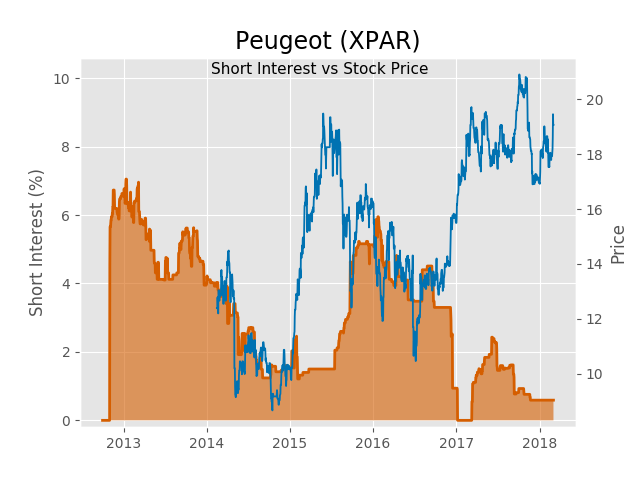 Peugeot (XPAR)
Short Interest vs Stock Price
Short Interest (%)
10
8
6
4
2
0
20
18
16
14
12
10
Price
2013 2014 2015 2016 2017 2018